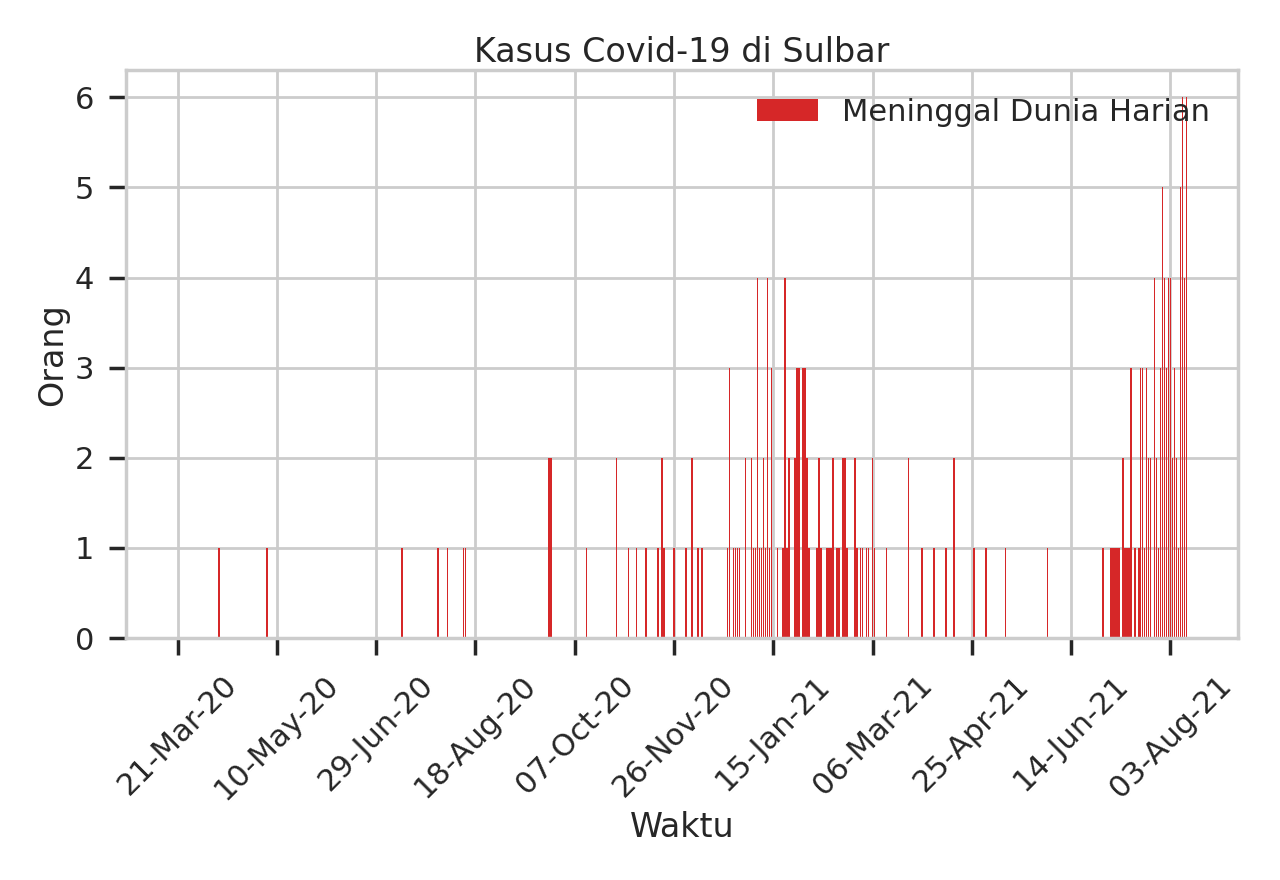 Kasus Covid-19 di Sulbar
Meninggal Dunia Harian
6
5
4
3
2
1
0
Orang
21-Mar-20
10-May-20
29-Jun-20
18-Aug-20
07-Oct-20
26-Nov-20
15-Jan-21
06-Mar-21
25-Apr-21
14-Jun-21
03-Aug-21
Waktu